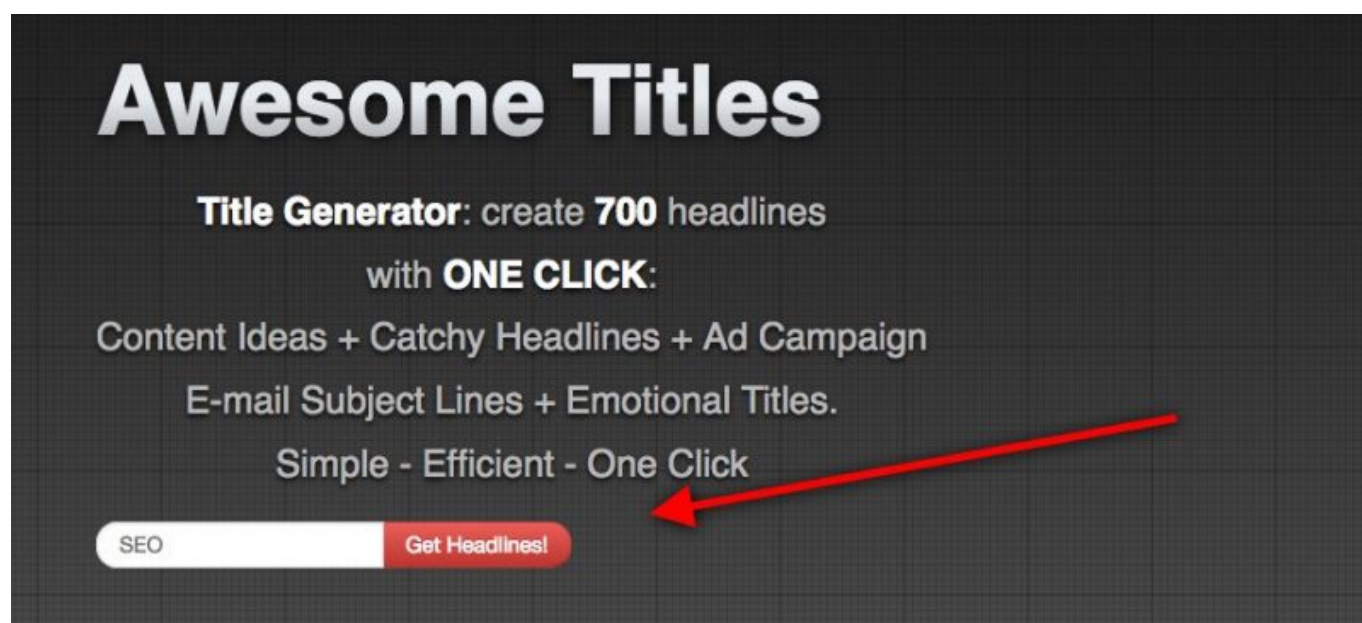 Awesome Titles
Title Generator: create 700 headlines
with ONE CLICK:
Content Ideas + Catchy Headlines + Ad Campaign
E-mail Subject Lines + Emotional Titles.
Simple - Efficient - One Click
SEO Get Headlines!